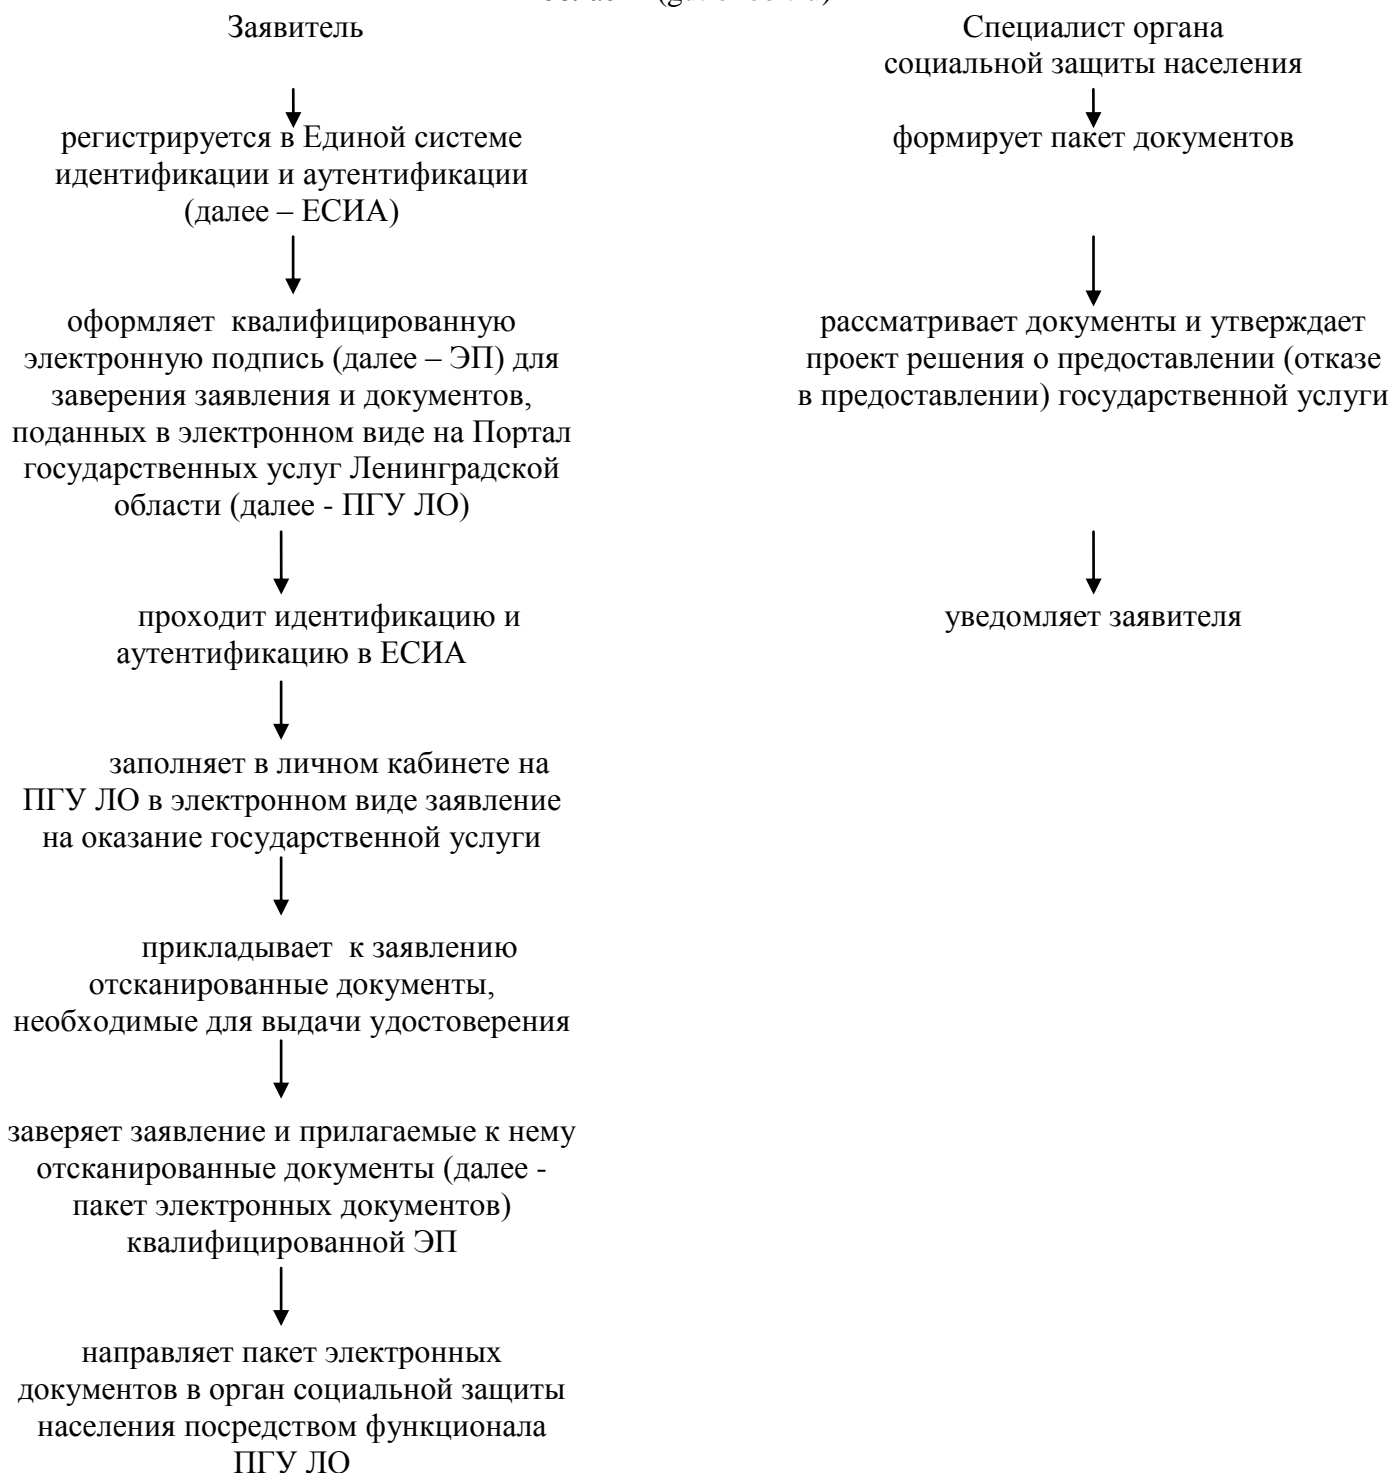 Заявитель
регистрируется в Единой системе
идентификации и аутентификации
(далее – ЕСИА)
оформляет квалифицированную
электронную подпись (далее – ЭП) для
заверения заявления и документов,
поданных в электронном виде на Портал
государственных услуг Ленинградской
области (далее - ПГУ ЛО)
проходит идентификацию и
аутентификацию в ЕСИА
заполняет в личном кабинете на
ПГУ ЛО в электронном виде заявление
на оказание государственной услуги
прикладывает к заявлению
отсканированные документы,
необходимые для выдачи удостоверения
заверяет заявление и прилагаемые к нему
отсканированные документы (далее -
пакет электронных документов)
квалифицированной ЭП
направляет пакет электронных
документов в орган социальной защиты
населения посредством функционала
ПГУ ЛО
Специалист органа
социальной защиты населения
формирует пакет документов
рассматривает документы и утверждает
проект решения о предоставлении (отказе
в предоставлении) государственной услуги
уведомляет заявителя